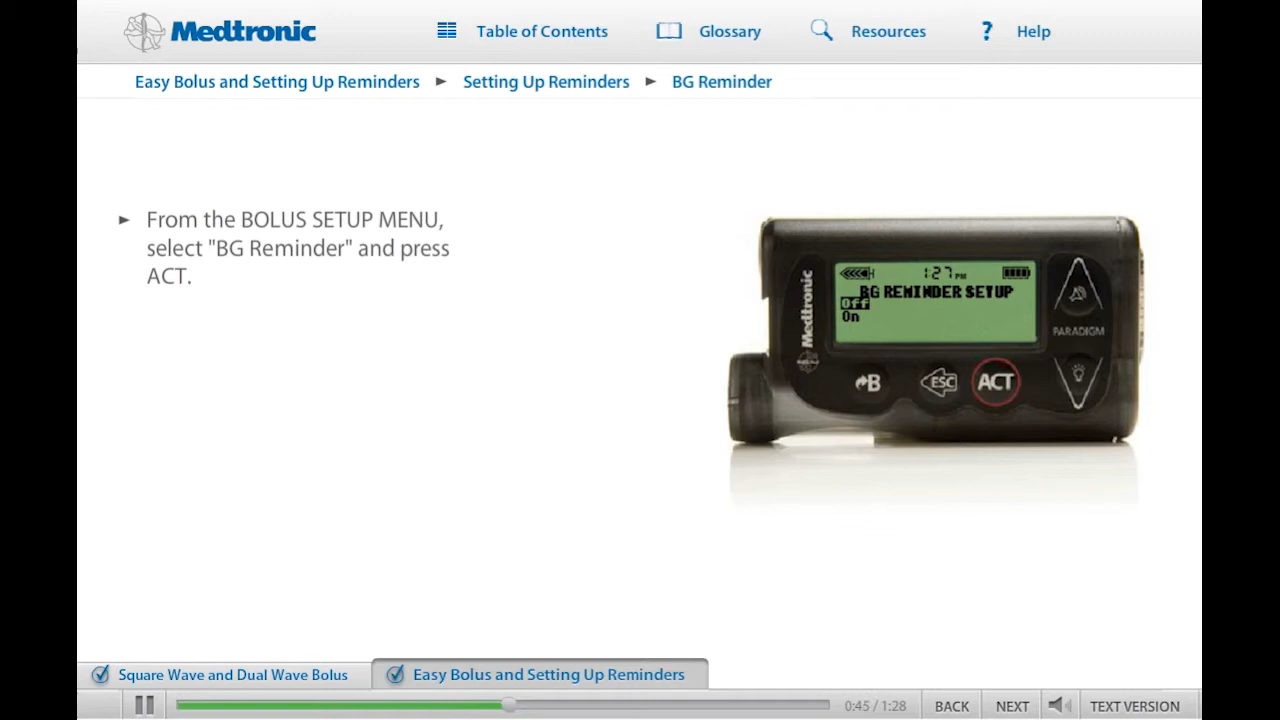 Medtronic
Table of Contents
Glossary
Resources
? Help
Easy Bolus and Setting Up Reminders ► Setting Up Reminders ► BG Reminder
► From the BOLUS SETUP MENU,
select "BG Reminder" and press
ACT.
Medtronic
1:27 PM
BG REMINDER SETUP
Off
On
PARADIGM
B
ESC
ACT
Square Wave and Dual Wave Bolus
Easy Bolus and Setting Up Reminders
0:45 / 1:28
BACK
NEXT
TEXT VERSION